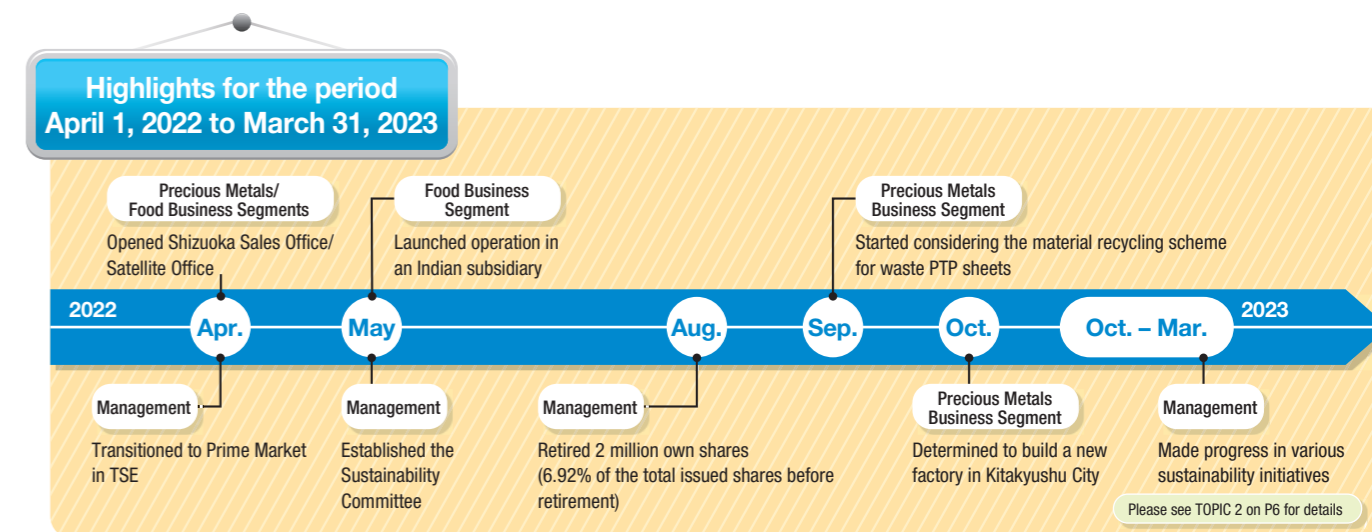 Highlights for the period
April 1, 2022 to March 31, 2023
Precious Metals/
Food Business Segments
Opened Shizuoka Sales Office/
Satellite Office
Food Business
Segment
Launched operation in
an Indian subsidiary
Precious Metals
Business Segment
Started considering the material recycling scheme
for waste PTP sheets
2022
Apr.
May
Aug.
Sep.
Oct.
Oct. – Mar.
2023
Management
Transitioned to Prime Market
in TSE
Management
Established the
Sustainability
Committee
Management
Retired 2 million own shares
(6.92% of the total issued shares before
retirement)
Precious Metals
Business Segment
Determined to build a new
factory in Kitakyushu City
Management
Made progress in various
sustainability initiatives
Please see TOPIC 2 on P6 for details